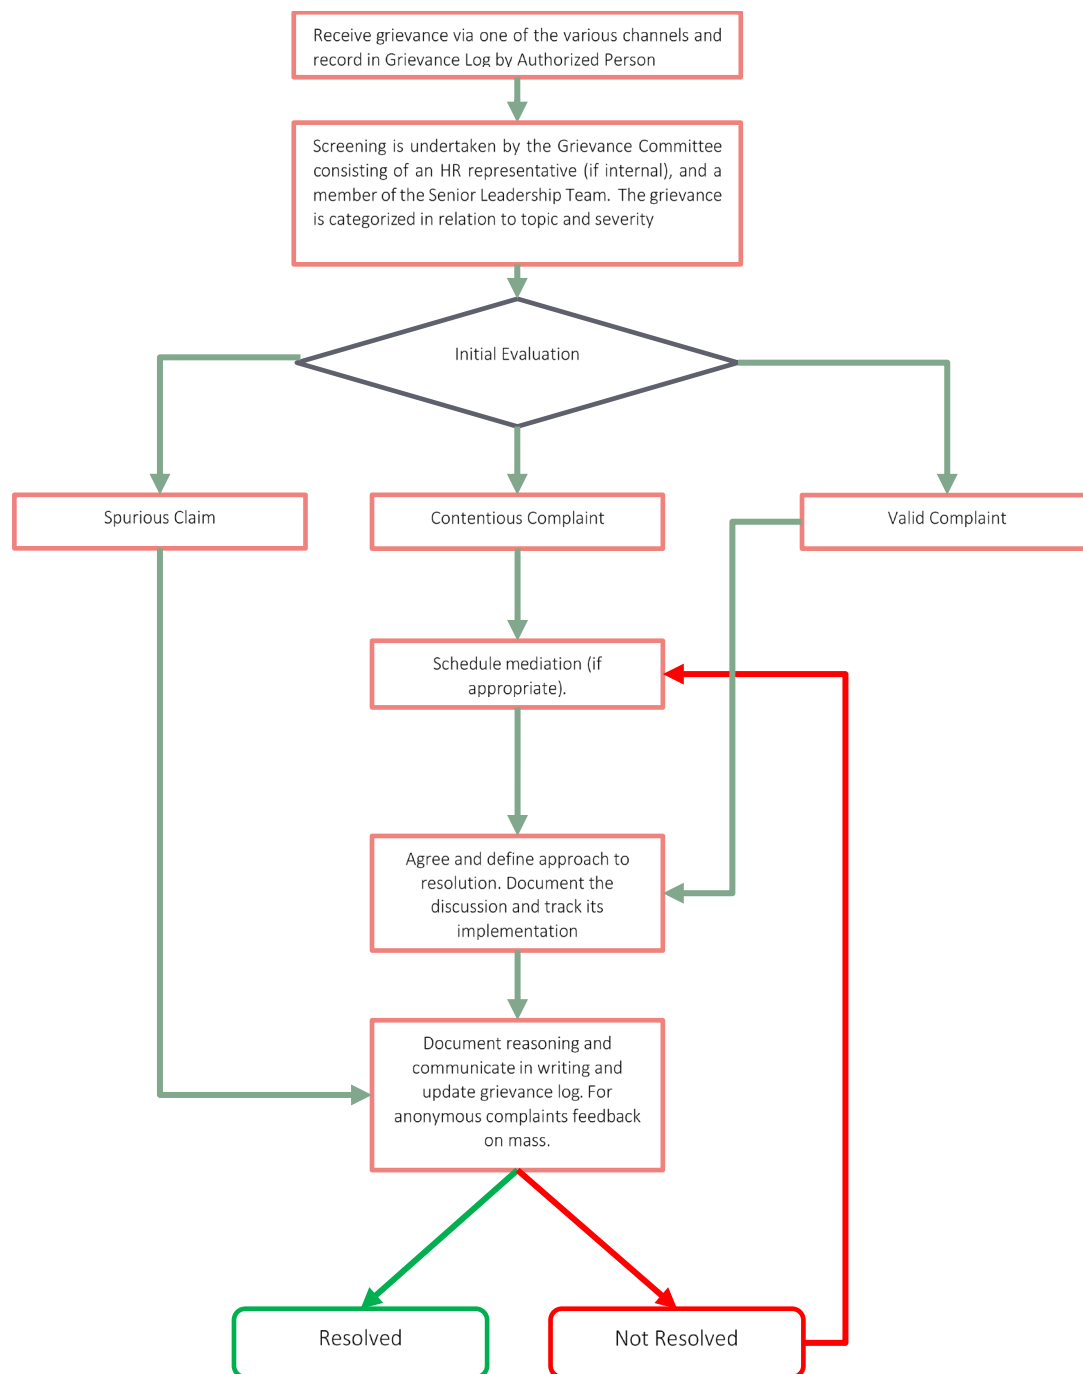 Receive grievance via one of the various channels and
record in Grievance Log by Authorized Person
Screening is undertaken by the Grievance Committee
consisting of an HR representative (if internal), and a
member of the Senior Leadership Team. The grievance
is categorized in relation to topic and severity
Initial Evaluation
Spurious Claim
Contentious Complaint
Valid Complaint
Schedule mediation (if
appropriate).
Agree and define approach to
resolution. Document the
discussion and track its
implementation
Document reasoning and
communicate in writing and
update grievance log. For
anonymous complaints feedback
on mass.
Resolved
Not Resolved